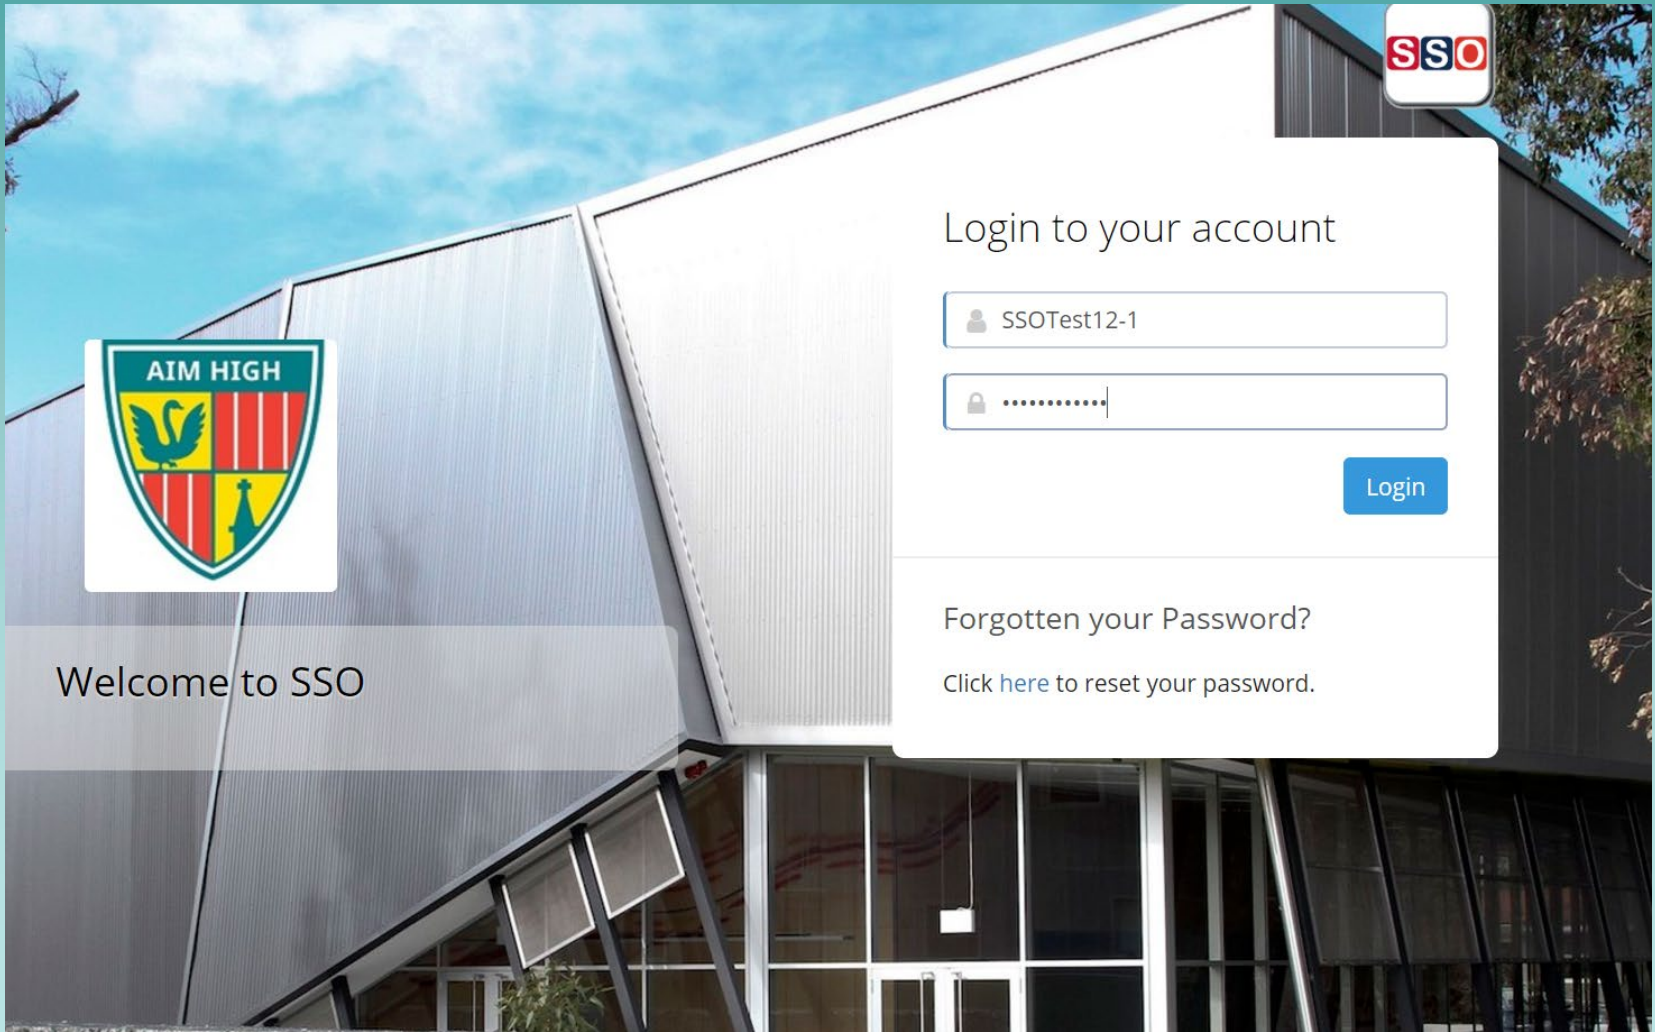 SSO
AIM HIGH
Welcome to SSO
Login to your account
SSOTest12-1
••••••••••••
Login
Forgotten your Password?
Click here to reset your password.